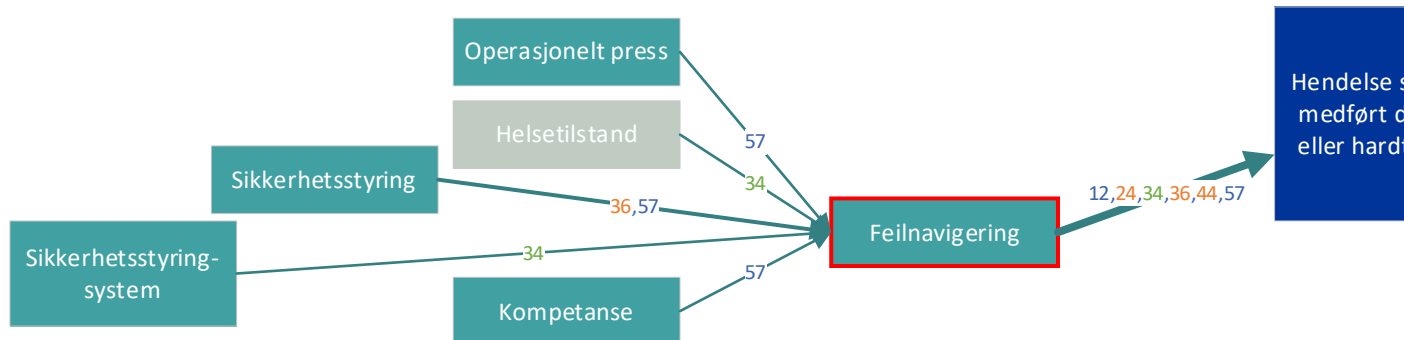 Operasjonelt press
Helsetilstand
Sikkerhetsstyring
Sikkerhetsstyring-
system
Kompetanse
57
34
36,57
34
57
Feilnavigering
12,24,34,36,44,57
Hendelse
medført
eller